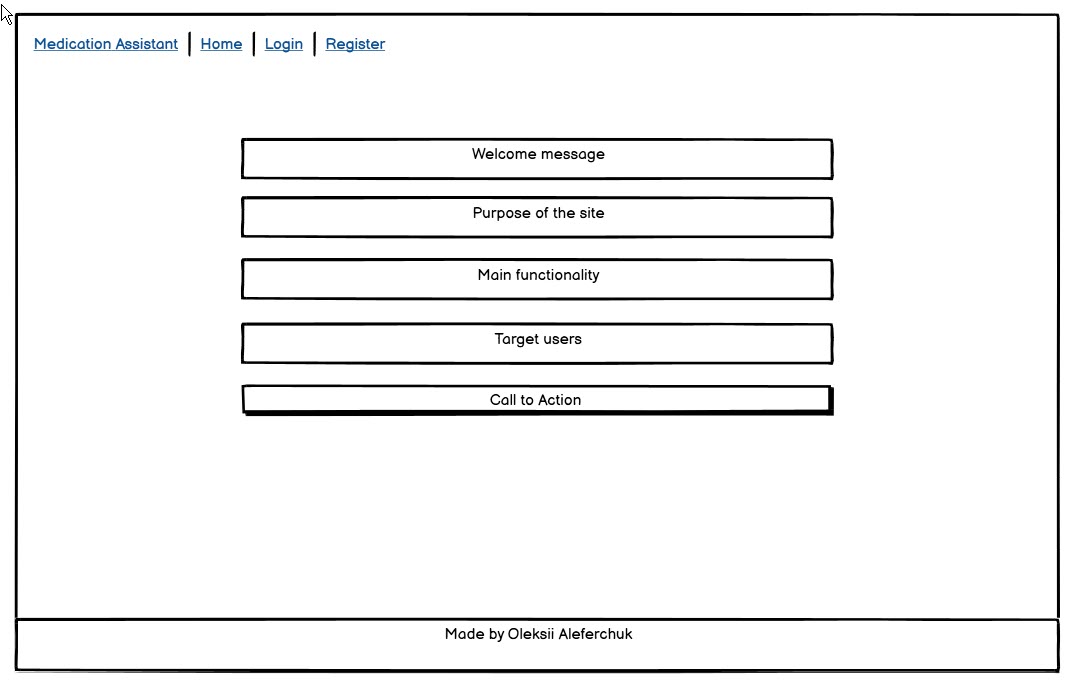 Medication Assistant | Home | Login | Register
Welcome message
Purpose of the site
Main functionality
Target users
Call to Action
Made by Oleksii Aleferchuk